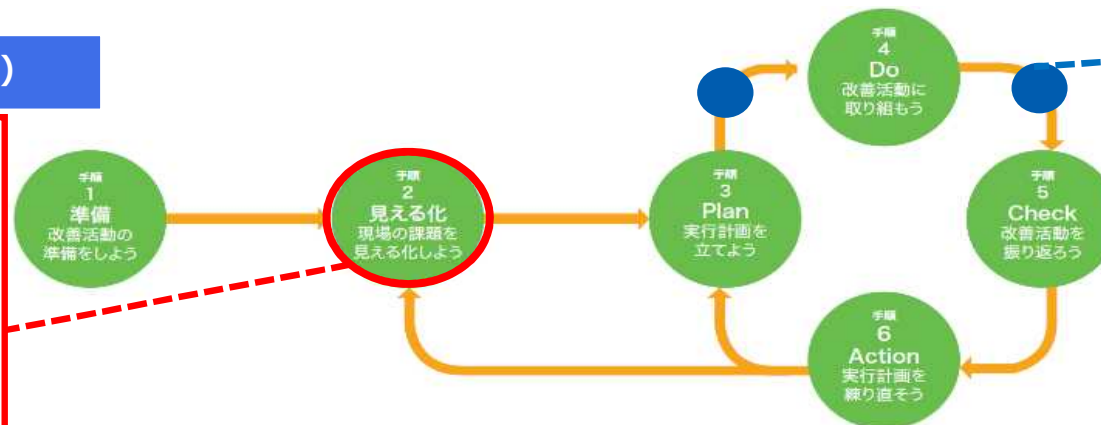 )
手順
1
準備
改善活動の
準備をしよう
手順
2
見える化
現場の課題を
見える化しよう
手順
3
Plan
実行計画を
立てよう
手順
4
Do
改善活動に
取り組もう
手順
5
Check
改善活動を
振り返ろう
手順
6
Action
実行計画を
練り直そう